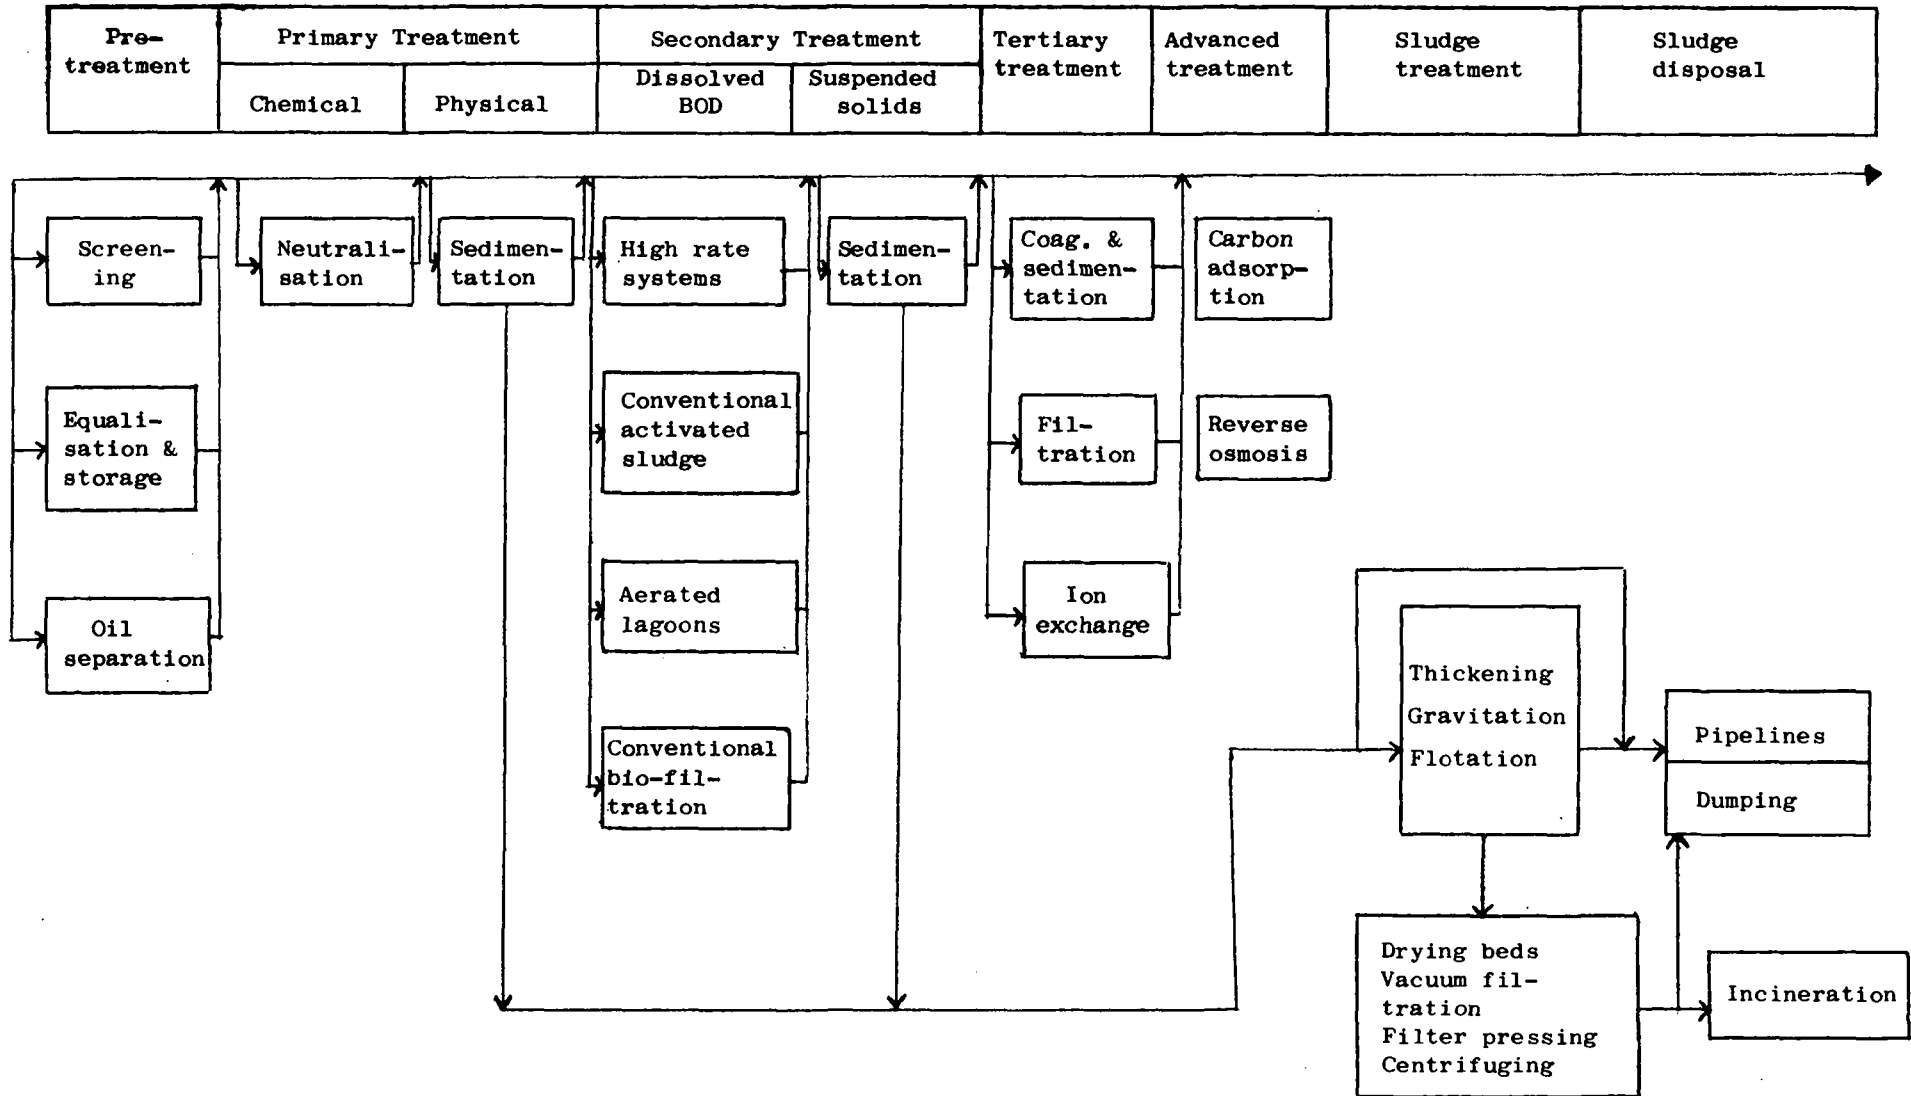 Pre-
treatment
Primary Treatment
Chemical
Physical
Secondary Treatment
Dissolved
BOD
Suspended
solids
Tertiary
treatment
Advanced
treatment
Sludge
treatment
Sludge
disposal
Screen-
ing
Equali-
sation &
storage
Oil
separation
Neutrali-
sation
Sedimen-
tation
High rate
systems
Conventional
activated
sludge
Aerated
lagoons
Conventional
bio-fil-
tration
Sedimen-
tation
Coag. &
sedimen-
tation
Fil-
tration
Ion
exchange
Carbon
adsorp-
tion
Reverse
osmosis
Thickening
Gravitation
Flotation
Drying beds
Vacuum fil-
tration
Filter pressing
Centrifuging
Pipelines
Dumping
Incineration